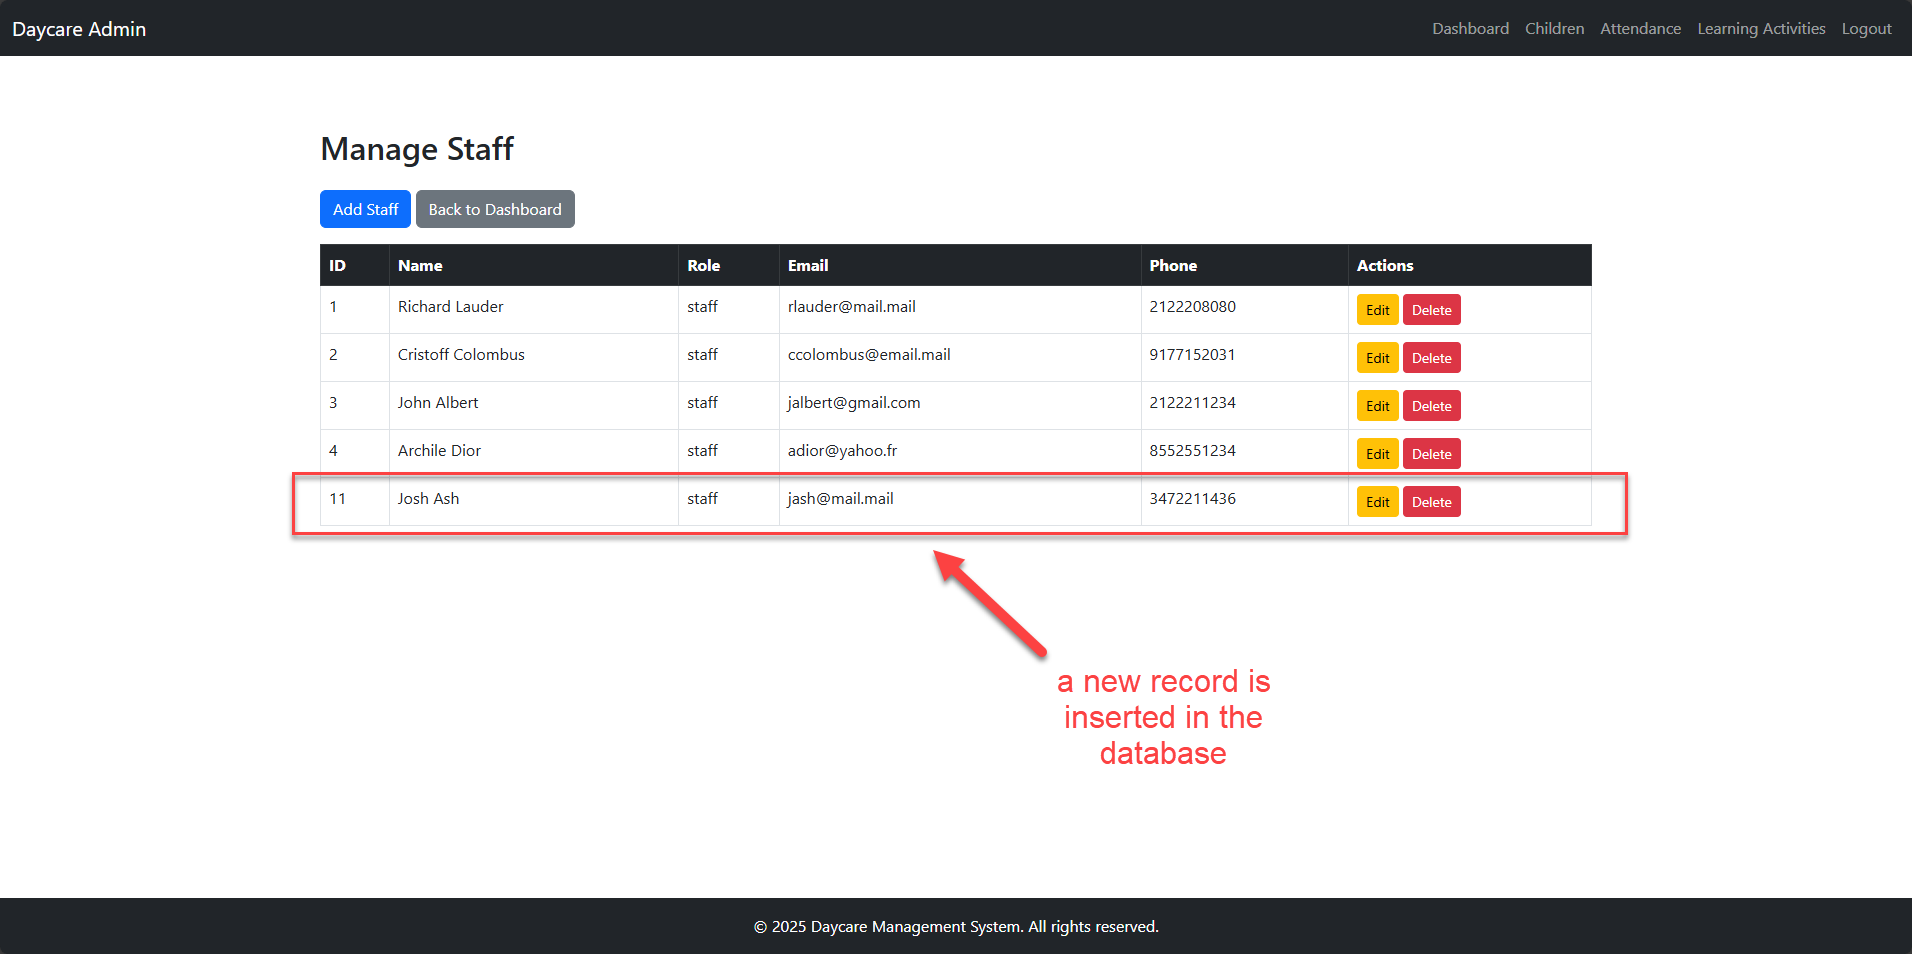 Daycare Admin Dashboard Children Attendance Learning Activities Logout
Manage Staff
Add Staff Back to Dashboard
ID Name Role Email Phone Actions
1 Richard Lauder staff rlauder@mail.mail 2122208080 Edit Delete
2 Cristoff Colombus staff ccolombus@email.mail 9177152031 Edit Delete
3 John Albert staff jalbert@gmail.com 2122211234 Edit Delete
4 Archile Dior staff adior@yahoo.fr 8552551234 Edit Delete
11 Josh Ash staff jash@mail.mail 3472211436 Edit Delete
a new record is
inserted in the
database
© 2025 Daycare Management System. All rights reserved.